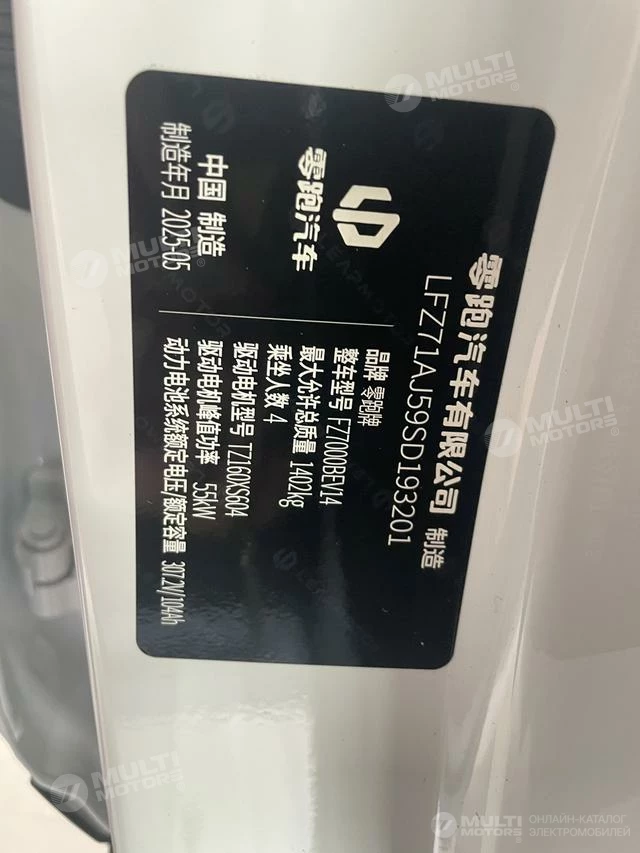 零跑汽车有限公司 制造
LFZ71AJ59SD193201
零跑汽车
中国 制造
制造年月 2025-05
品牌 零跑牌
整车型号 FZ7000BEV14
最大允许总质量 1402kg
乘坐人数 4
驱动电机型号 TZ160XS604
驱动电机峰值功率 55kW
动力电池系统额定电压/额定容量 307.2V/104Ah
LEAPMOTOR
MULTI MOTORS®
MULTI MOTORS®
MULTI MOTORS®
MULTI MOTORS®
MULTI MOTORS® ОНЛАЙН-КАТАЛОГ ЭЛЕКТРОМОБИЛЕЙ